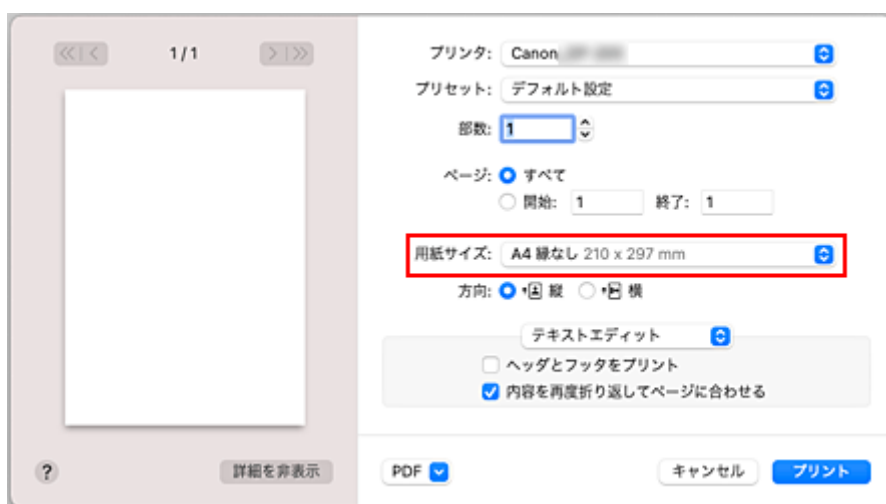 1 / 1
プリンタ: Canon
プリセット: デフォルト設定
部数: 1
ページ: すべて
開始: 1 終了: 1
用紙サイズ: A4 縁なし 210 x 297 mm
方向: 縦 横
テキストエディット
ヘッダとフッタをプリント
内容を再度折り返してページに合わせる
? 詳細を非表示 PDF キャンセル プリント